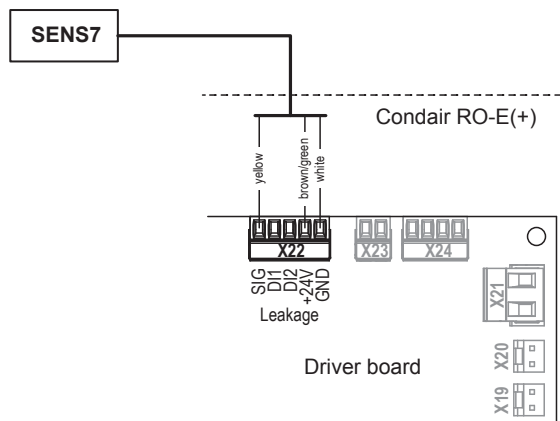 SENS7
Condair RO-E(+)
yellow
brown/green
white
X22
X23
X24
SIG
DI1
DI2
+24V
GND
Leakage
X21
Driver board
X20
X19